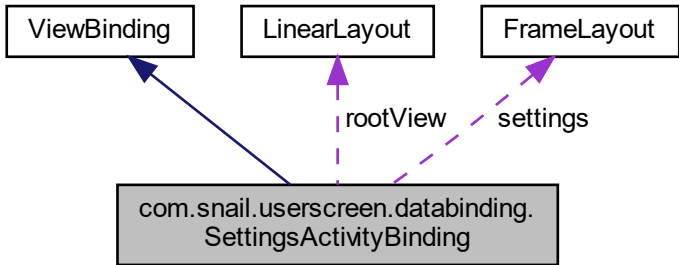 ViewBinding
LinearLayout
FrameLayout
rootView
settings
com.snail.userscreen.databinding.
SettingsActivityBinding